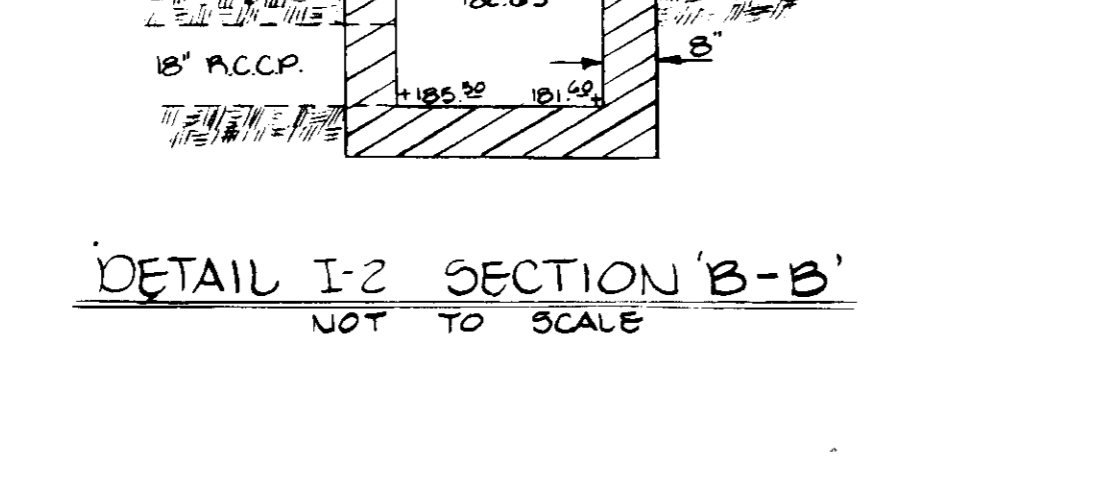 18" R.C.C.P.
8"
+185.50 181.60+
DETAIL I-2 SECTION 'B-B'
NOT TO SCALE